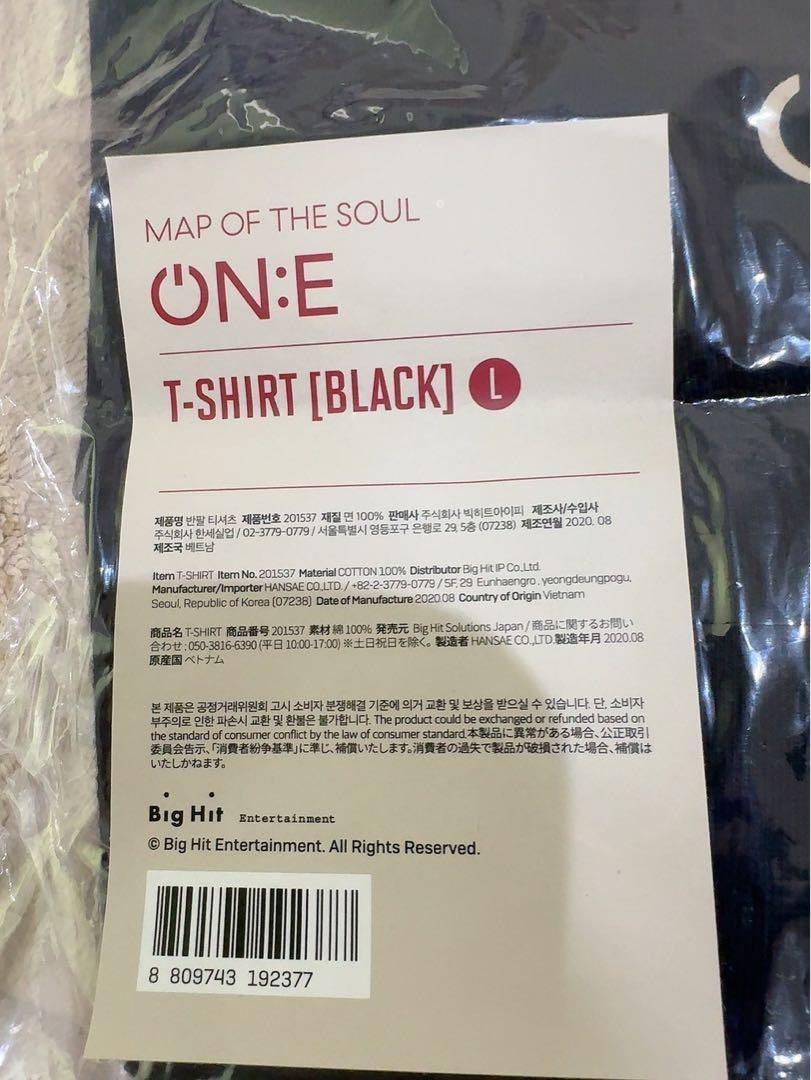 MAP OF THE SOUL
ON:E
T-SHIRT [BLACK] L
제품명 반팔 티셔츠 제품번호 201537 재질 면 100% 판매사 주식회사 빅히트아이피 제조사/수입사
주식회사 한세실업 / 02-3779-0779 / 서울특별시 영등포구 은행로 29, 5층 (07238) 제조연월 2020. 08
제조국 베트남
Item T-SHIRT Item No. 201537 Material COTTON 100% Distributor Big Hit IP Co.,Ltd.
Manufacturer/Importer HANSAE CO.,LTD. / +82-2-3779-0779 / 5F, 29 Eunhaengro, yeongdeungpogu,
Seoul, Republic of Korea (07238) Date of Manufacture 2020.08 Country of Origin Vietnam
商品名 T-SHIRT 商品番号 201537 素材 綿 100% 発売元 Big Hit Solutions Japan / 商品に関するお問い
合わせ : 050-3816-6390 (平日 10:00-17:00) ※土日祝日を除く。 製造者 HANSAE CO.,LTD. 製造年月 2020.08
原産国 ベトナム
본 제품은 공정거래위원회 고시 소비자 분쟁해결 기준에 의거 교환 및 보상을 받으실 수 있습니다. 단, 소비자
부주의로 인한 파손시 교환 및 환불은 불가합니다. The product could be exchanged or refunded based on
the standard of consumer conflict by the law of consumer standard.本製品に異常がある場合、公正取引
委員会告示、「消費者紛争基準」に準じ、補償いたします。消費者の過失で製品が破損された場合、補償は
いたしかねます。
Big Hit Entertainment
© Big Hit Entertainment. All Rights Reserved.
8 809743 192377